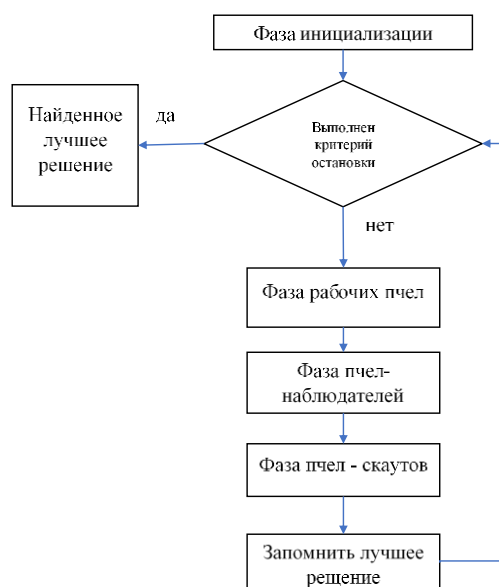 Фаза инициализации
Найденное
лучшее
решение
да
Выполнен
критерий
остановки
нет
Фаза рабочих пчел
Фаза пчел-
наблюдателей
Фаза пчел - скаутов
Запомнить лучшее
решение